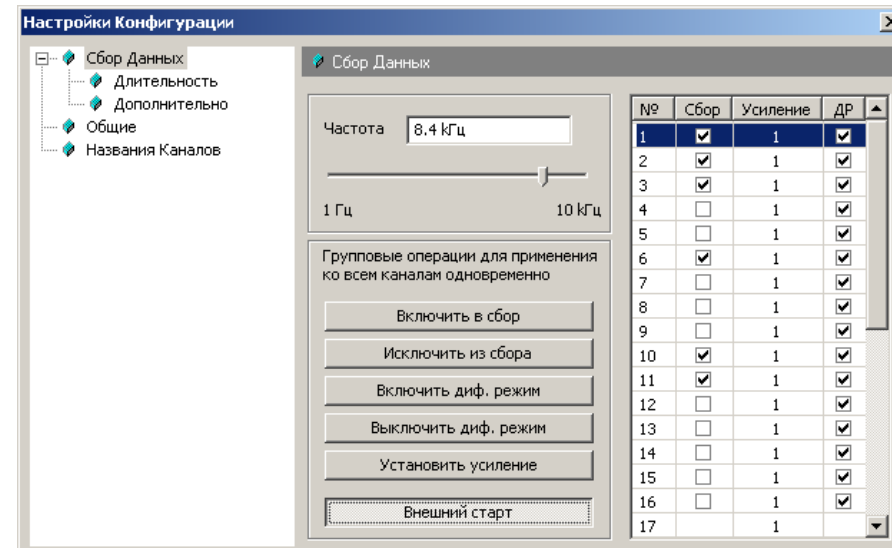 Настройки Конфигурации
Сбор Данных
Длительность
Дополнительно
Общие
Названия Каналов
Сбор Данных
Частота 8.4 kГц
1 Гц 10 kГц
Групповые операции для применения
ко всем каналам одновременно
Включить в сбор
Исключить из сбора
Включить диф. режим
Выключить диф. режим
Установить усиление
Внешний старт
№ Сбор Усиление ДР
1 1
2 1
3 1
4 1
5 1
6 1
7 1
8 1
9 1
10 1
11 1
12 1
13 1
14 1
15 1
16 1
17 1